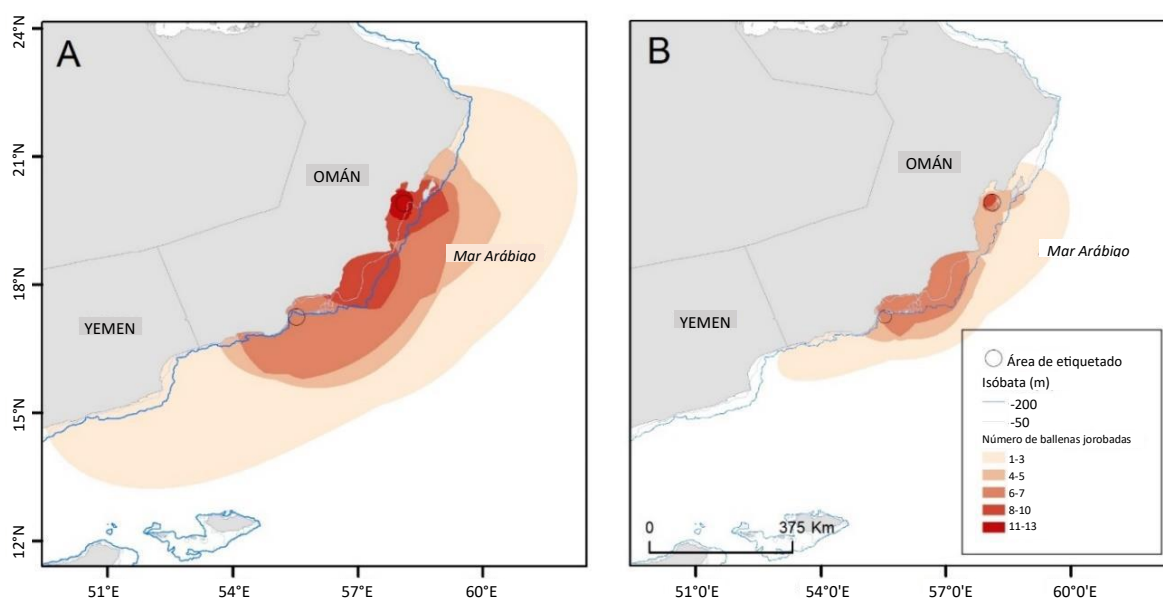 A
B
24°N
21°N
18°N
15°N
12°N
OMÁN
Mar Arábigo
YEMEN
51°E
54°E
57°E
60°E
OMÁN
Mar Arábigo
YEMEN
Área de etiquetado
Isóbata (m)
-200
-50
Número de ballenas jorobadas
1-3
4-5
6-7
8-10
11-13
0
375 Km
51°0'E
54°0'E
57°0'E
60°0'E